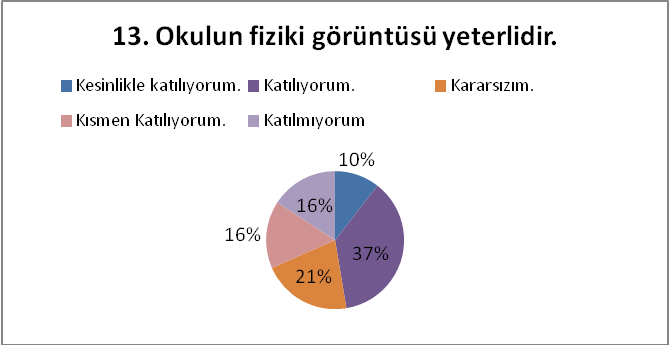 13. Okulun fiziki görüntüsü yeterlidir.
Kesinlikle katılıyorum. Katılıyorum. Kararsızım.
Kısmen Katılıyorum. Katılmıyorum
10%
16%
16%
37%
21%